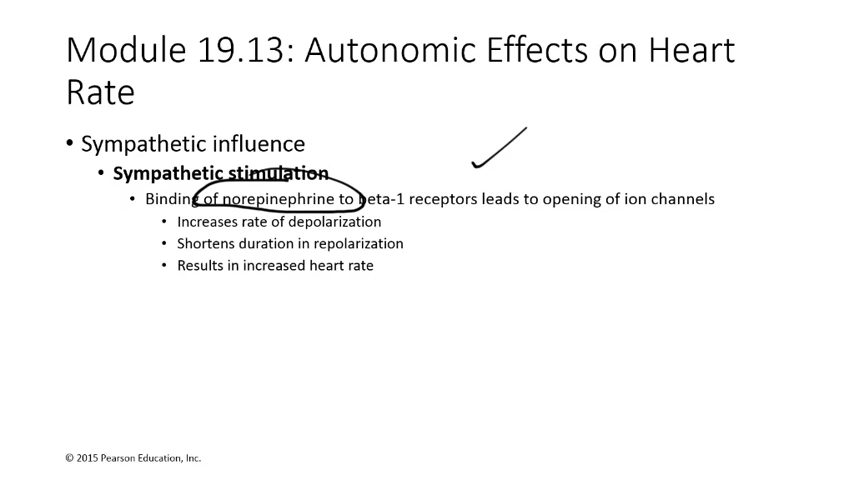 Module 19.13: Autonomic Effects on Heart
Rate
• Sympathetic influence
• Sympathetic stimulation
• Binding of norepinephrine to beta-1 receptors leads to opening of ion channels
• Increases rate of depolarization
• Shortens duration in repolarization
• Results in increased heart rate
© 2015 Pearson Education, Inc.